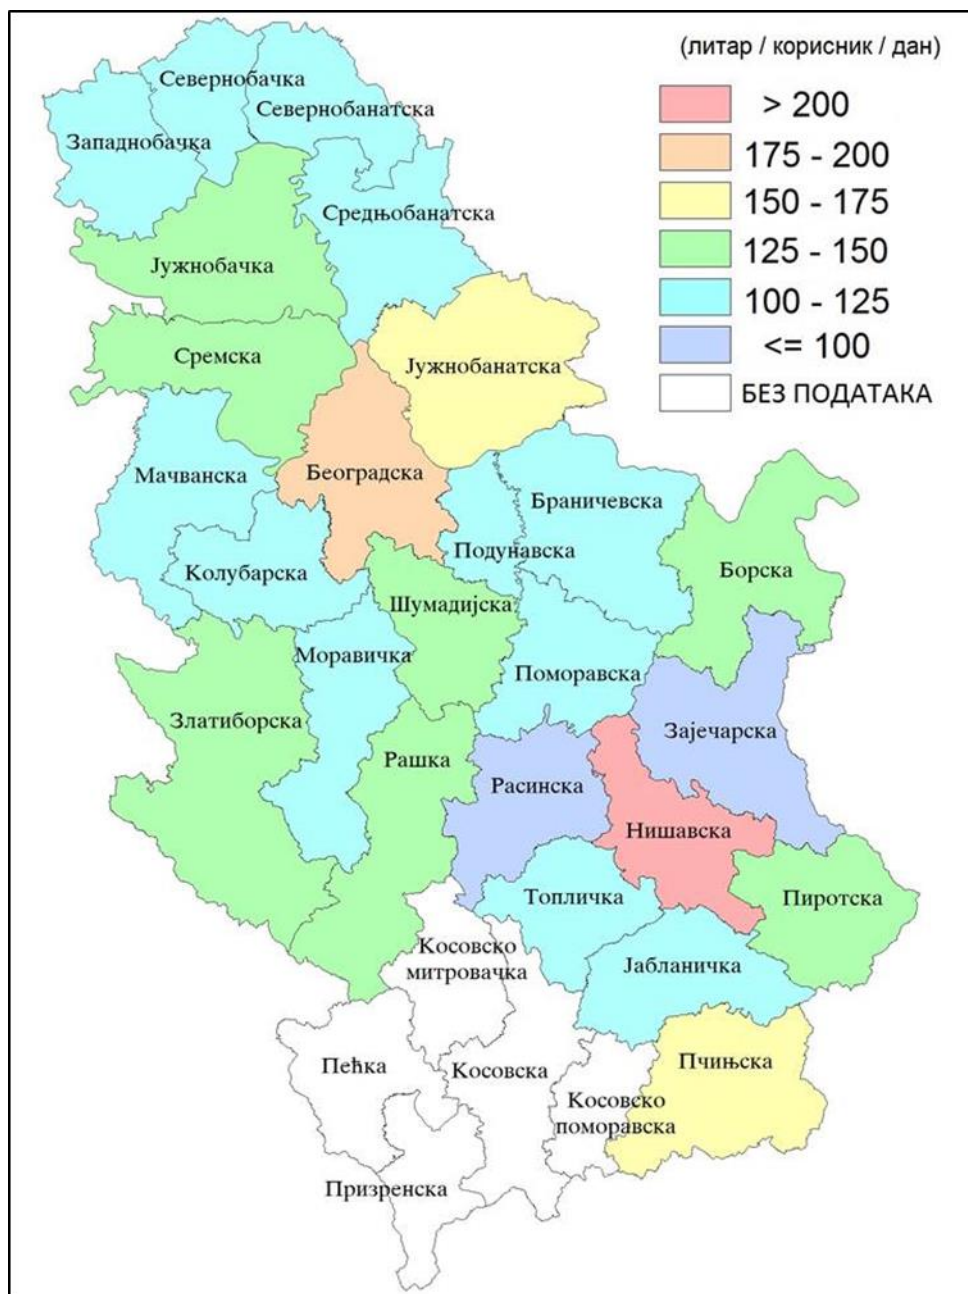 (литар / корисник / дан)
> 200
175 - 200
150 - 175
125 - 150
100 - 125
<= 100
БЕЗ ПОДАТАКА
Севернобачка
Севернобанатска
Западнобачка
Средњобанатска
Јужнобачка
Сремска
Јужнобанатска
Београдска
Мачванска
Браничевска
Подунавска
Колубарска
Борска
Шумадијска
Моравичка
Поморавска
Златиборска
Зајечарска
Рашка
Расинска
Нишавска
Топличка
Пиротска
Косовско
митровачка
Јабланичка
Пећка
Косовска
Пчињска
Косовско
поморавска
Призренска